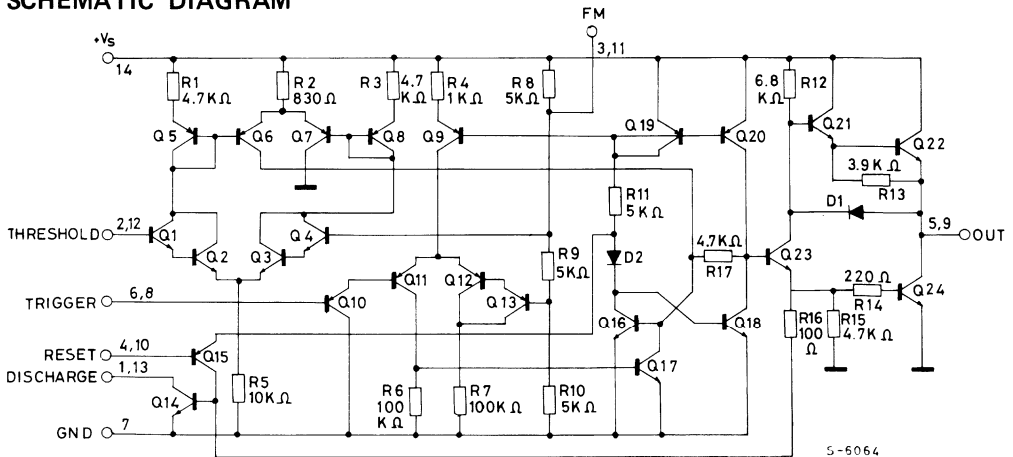 SCHEMATIC DIAGRAM
FM
3,11
+Vs
14
R1
4.7KΩ
R2
830Ω
R3
4.7
KΩ
R4
1KΩ
R8
5KΩ
6.8
KΩ
R12
Q5
Q6
Q7
Q8
Q9
Q19
Q20
Q21
Q22
3.9KΩ
R13
R11
5KΩ
D1
THRESHOLD
2,12
Q1
Q2
Q3
Q4
R9
5KΩ
D2
4.7KΩ
R17
Q23
5,9
OUT
TRIGGER
6,8
Q10
Q11
Q12
Q13
220Ω
R14
Q24
Q16
Q18
R16
100
Ω
R15
4.7KΩ
RESET
4,10
Q15
Q17
DISCHARGE
1,13
Q14
R5
10KΩ
R6
100
KΩ
R7
100KΩ
R10
5KΩ
GND
7
S-6064